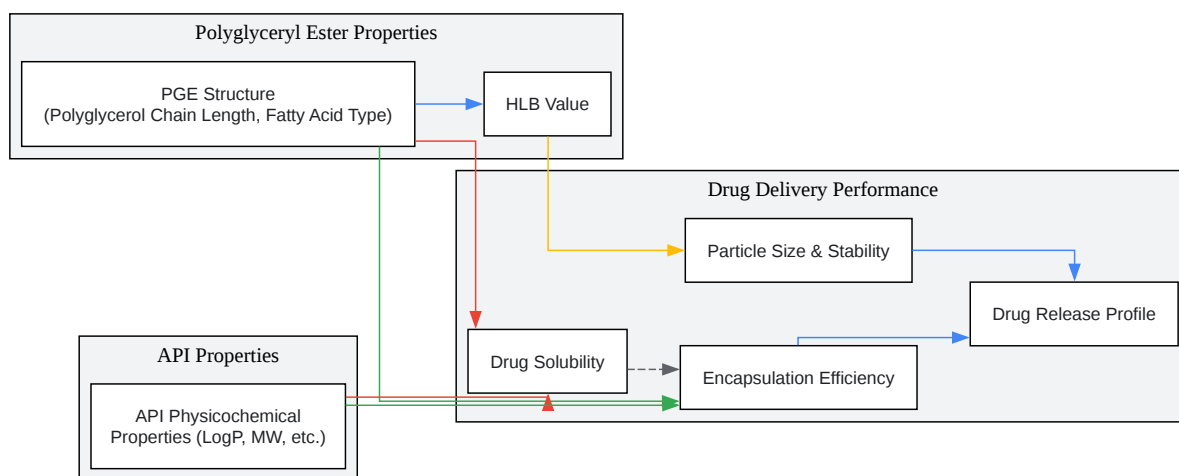 Polyglyceryl Ester Properties
PGE Structure
(Polyglycerol Chain Length, Fatty Acid Type)
HLB Value
Drug Delivery Performance
Particle Size & Stability
Drug Release Profile
Drug Solubility
Encapsulation Efficiency
API Properties
API Physicochemical
Properties (LogP, MW, etc.)